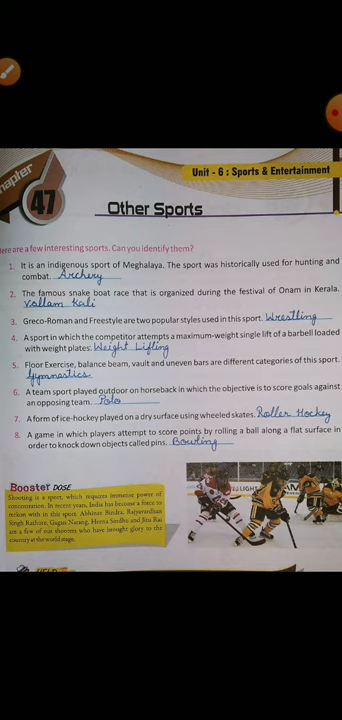 Chapter
47
Unit - 6 : Sports & Entertainment
Other Sports
Here are a few interesting sports. Can you identify them?
1. It is an indigenous sport of Meghalaya. The sport was historically used for hunting and
combat. Archery
2. The famous snake boat race that is organized during the festival of Onam in Kerala.
Vallam Kali
3. Greco-Roman and Freestyle are two popular styles used in this sport. Wrestling
4. A sport in which the competitor attempts a maximum-weight single lift of a barbell loaded
with weight plates. Weight Lifting
5. Floor Exercise, balance beam, vault and uneven bars are different categories of this sport.
Gymnastics
6. A team sport played outdoor on horseback in which the objective is to score goals against
an opposing team. Polo
7. A form of ice-hockey played on a dry surface using wheeled skates. Roller Hockey
8. A game in which players attempt to score points by rolling a ball along a flat surface in
order to knock down objects called pins. Bowling
Booster DOSE
Shooting is a sport, which requires immense power of
concentration. In recent years, India has become a force to
reckon with in this sport. Abhinav Bindra, Rajyavardhan
Singh Rathore, Gagan Narang, Heena Sindhu and Jitu Rai
are a few of our shooters who have brought glory to the
country at the world stage.
LIGHT